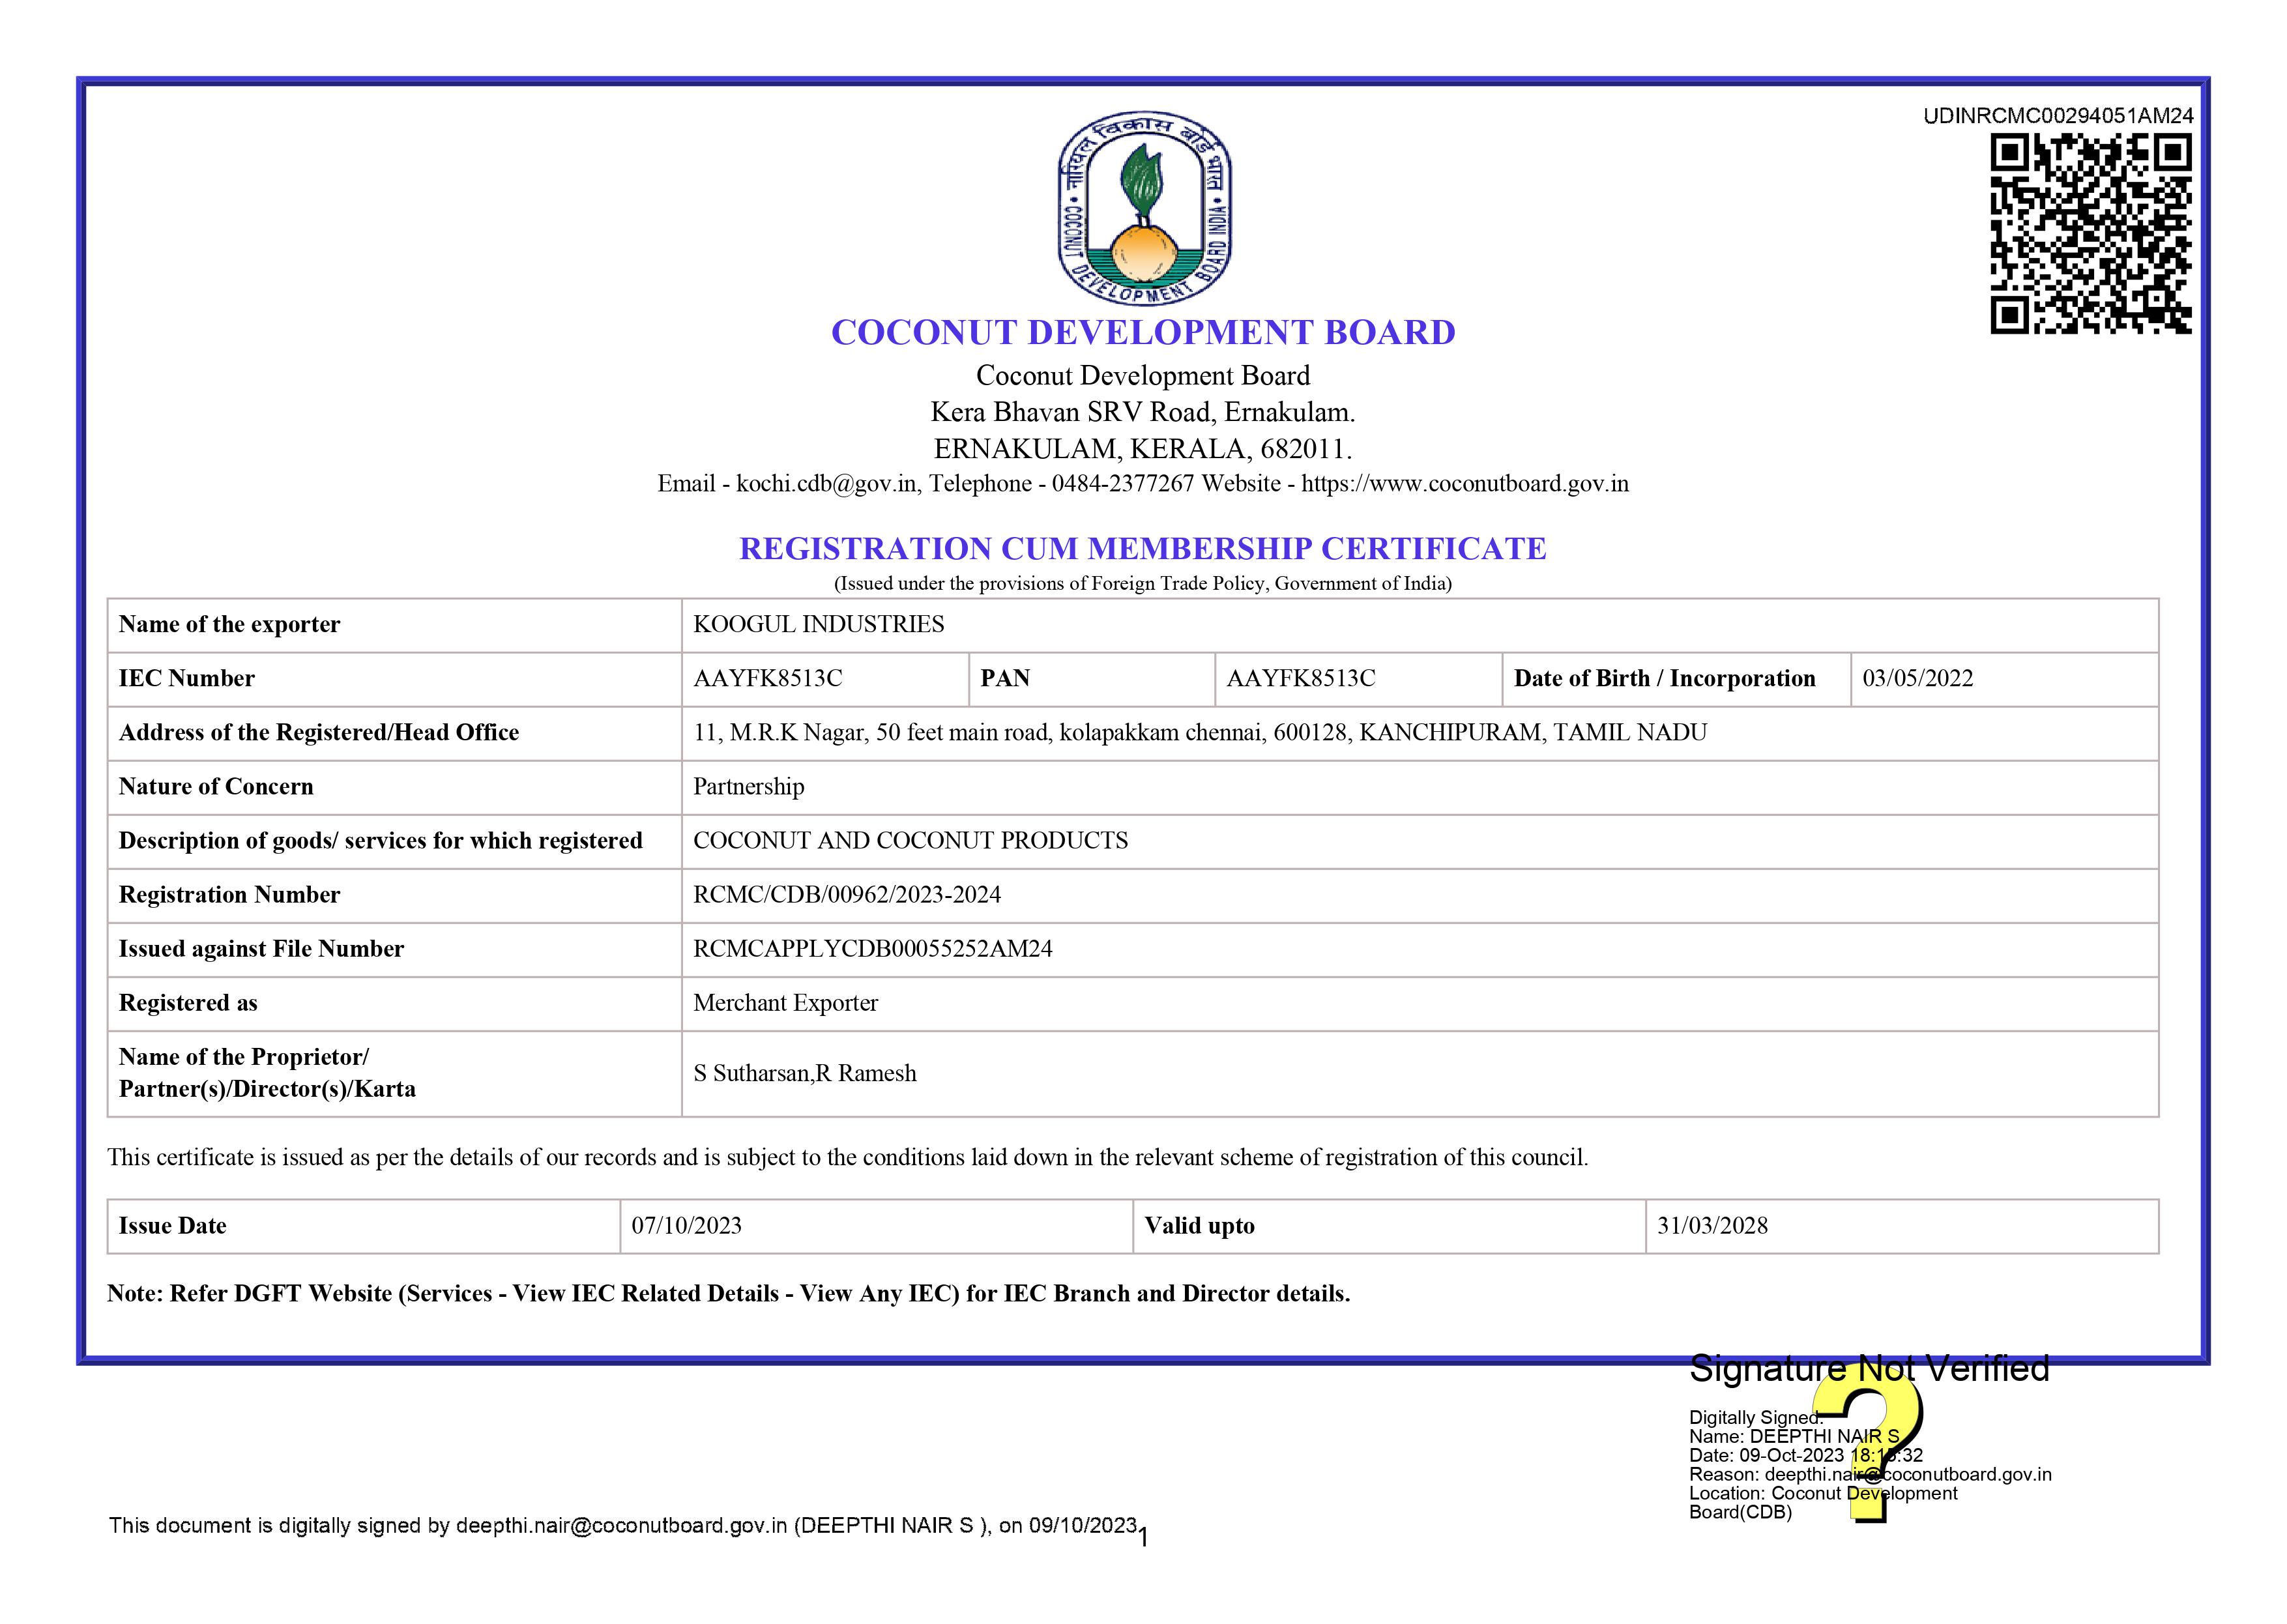 UDINRCMC00294051AM24
नारियल विकास बोर्ड भारत
COCONUT DEVELOPMENT BOARD INDIA
COCONUT DEVELOPMENT BOARD
Coconut Development Board
Kera Bhavan SRV Road, Ernakulam.
ERNAKULAM, KERALA, 682011.
Email - kochi.cdb@gov.in, Telephone - 0484-2377267 Website - https://www.coconutboard.gov.in
REGISTRATION CUM MEMBERSHIP CERTIFICATE
(Issued under the provisions of Foreign Trade Policy, Government of India)
Name of the exporter KOOGUL INDUSTRIES
IEC Number AAYFK8513C PAN AAYFK8513C Date of Birth / Incorporation 03/05/2022
Address of the Registered/Head Office 11, M.R.K Nagar, 50 feet main road, kolapakkam chennai, 600128, KANCHIPURAM, TAMIL NADU
Nature of Concern Partnership
Description of goods/ services for which registered COCONUT AND COCONUT PRODUCTS
Registration Number RCMC/CDB/00962/2023-2024
Issued against File Number RCMCAPPLYCDB00055252AM24
Registered as Merchant Exporter
Name of the Proprietor/
Partner(s)/Director(s)/Karta S Sutharsan,R Ramesh
This certificate is issued as per the details of our records and is subject to the conditions laid down in the relevant scheme of registration of this council.
Issue Date 07/10/2023 Valid upto 31/03/2028
Note: Refer DGFT Website (Services - View IEC Related Details - View Any IEC) for IEC Branch and Director details.
Signature Not Verified
Digitally Signed.
Name: DEEPTHI NAIR S
Date: 09-Oct-2023
Reason: deepthi.nair@coconutboard.gov.in
Location: Coconut Development
Board(CDB)
This document is digitally signed by deepthi.nair@coconutboard.gov.in (DEEPTHI NAIR S ), on 09/10/2023
1